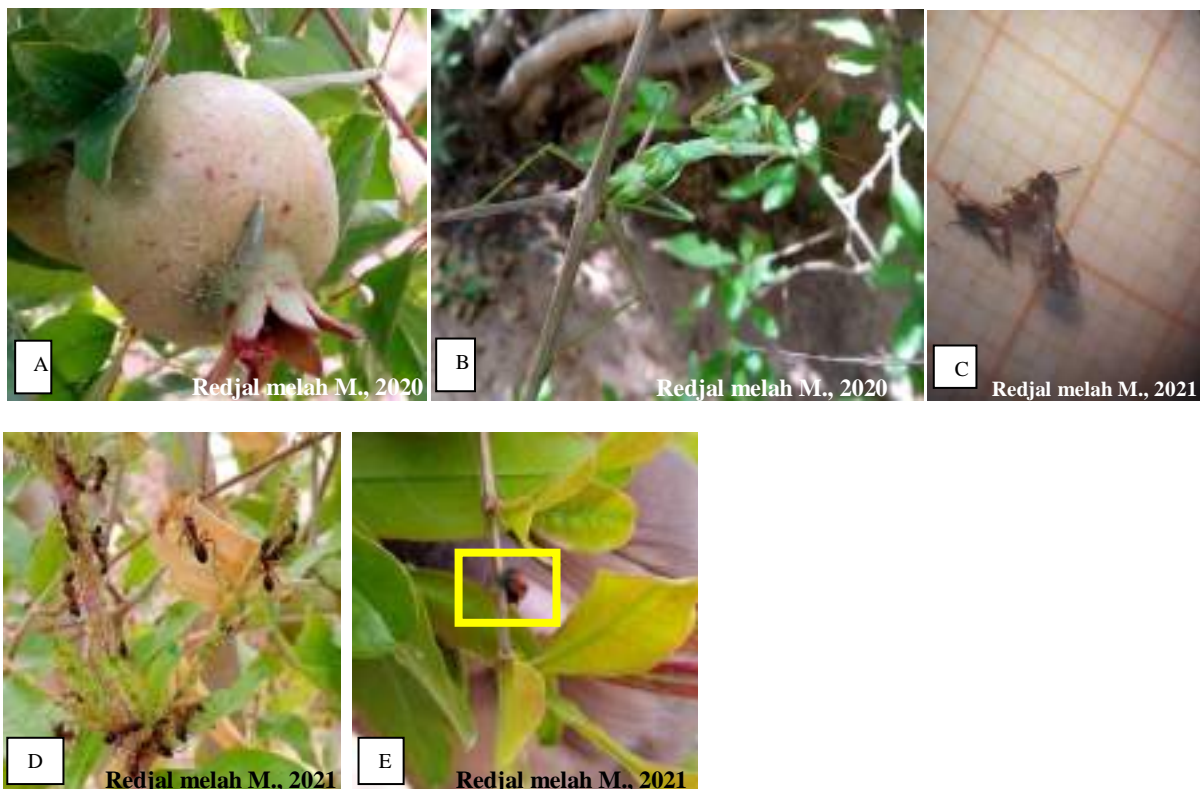 A
Redjal melah M., 2020
B
Redjal melah M., 2020
C
Redjal melah M., 2021
D
Redjal melah M., 2021
E
Redjal melah M., 2021